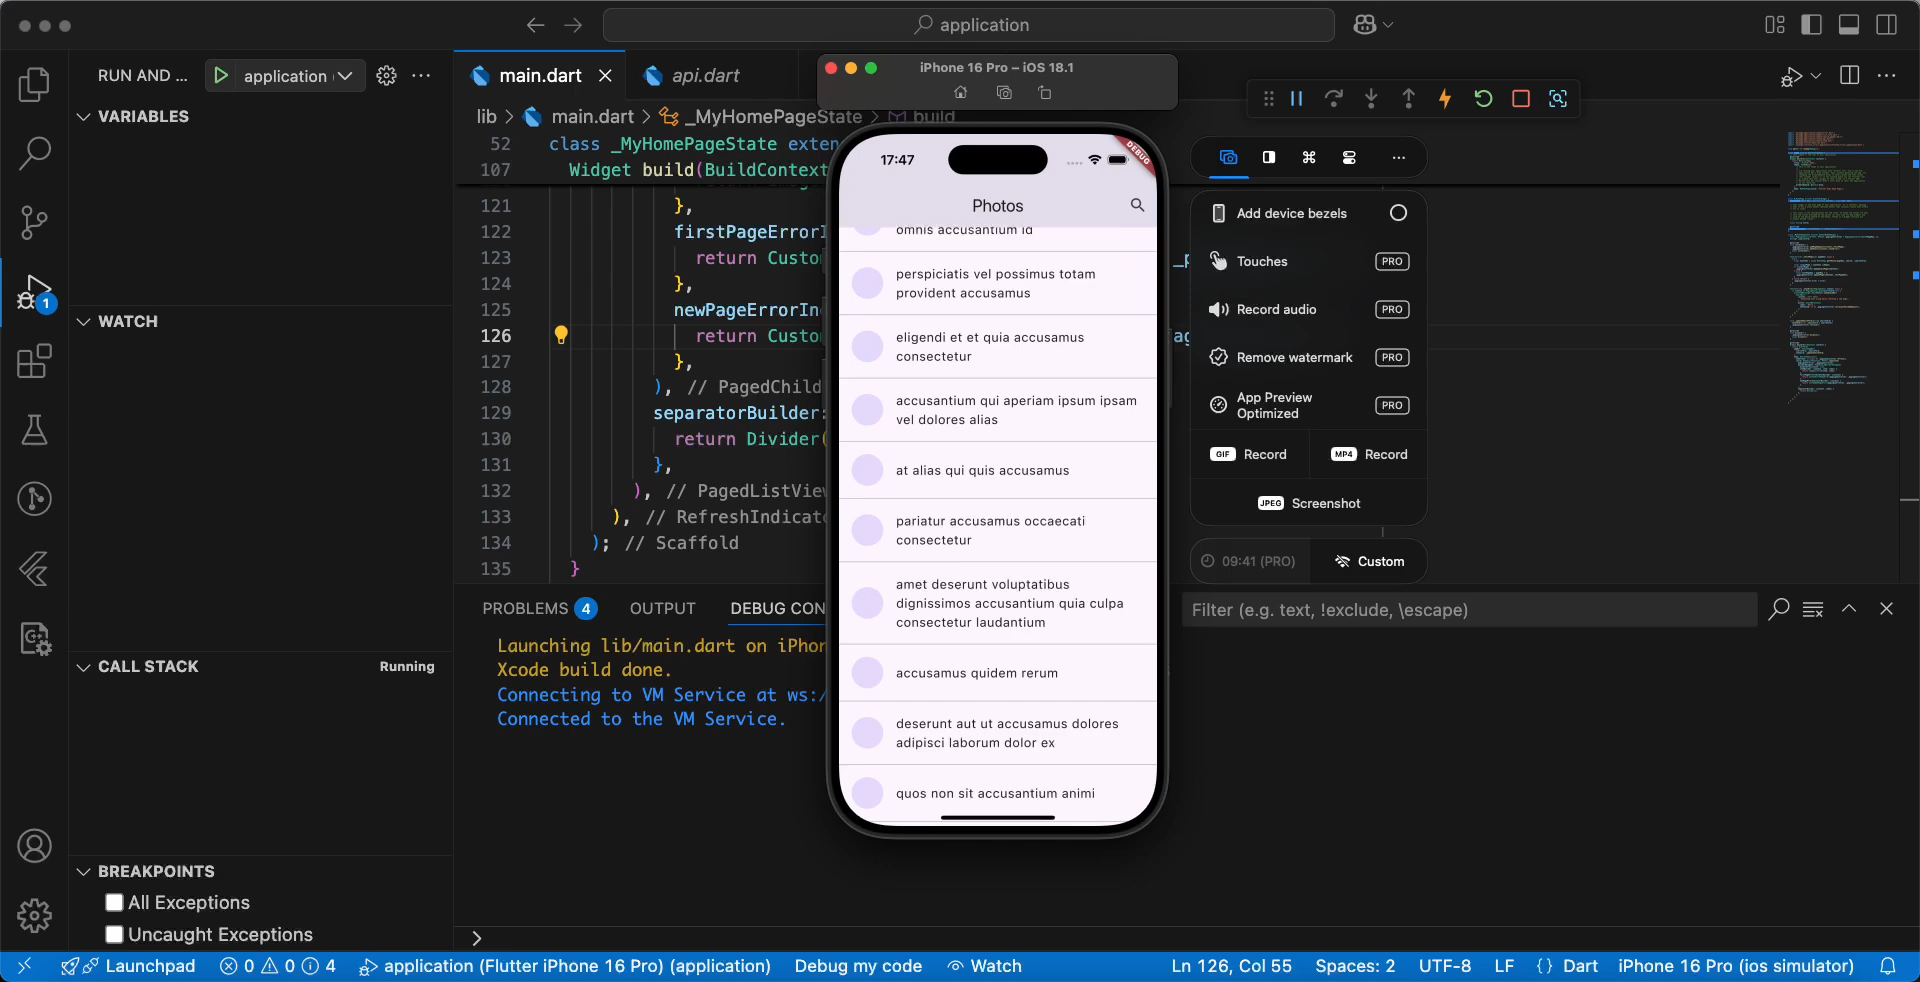 application
RUN AND ...
application
main.dart
api.dart
iPhone 16 Pro – iOS 18.1
VARIABLES
lib > main.dart > _MyHomePageState > build
52 class _MyHomePageState exten
107 Widget build(BuildContext
121 },
122 firstPageErrorI
123 return Custo
124 },
125 newPageErrorIn
126 return Custo
127 },
128 ), // PagedChild
129 separatorBuilder:
130 return Divider(
131 },
132 ), // PagedListView
133 ), // RefreshIndicato
134 ); // Scaffold
135 }
_p
ag
17:47
DEBUG
Photos
omnis accusantium id
perspiciatis vel possimus totam
provident accusamus
eligendi et et quia accusamus
consectetur
accusantium qui aperiam ipsum ipsam
vel dolores alias
at alias qui quis accusamus
pariatur accusamus occaecati
consectetur
amet deserunt voluptatibus
dignissimos accusantium quia culpa
consectetur laudantium
accusamus quidem rerum
deserunt aut ut accusamus dolores
adipisci laborum dolor ex
quos non sit accusantium animi
Add device bezels
Touches PRO
Record audio PRO
Remove watermark PRO
App Preview
Optimized PRO
GIF Record
MP4 Record
JPEG Screenshot
09:41 (PRO)
Custom
1
WATCH
CALL STACK
Running
BREAKPOINTS
All Exceptions
Uncaught Exceptions
PROBLEMS 4
OUTPUT
DEBUG CON
Filter (e.g. text, !exclude, \escape)
Launching lib/main.dart on iPhon
Xcode build done.
Connecting to VM Service at ws:/
Connected to the VM Service.
>
Launchpad
0 0 4
application (Flutter iPhone 16 Pro) (application)
Debug my code
Watch
Ln 126, Col 55
Spaces: 2
UTF-8
LF
{} Dart
iPhone 16 Pro (ios simulator)